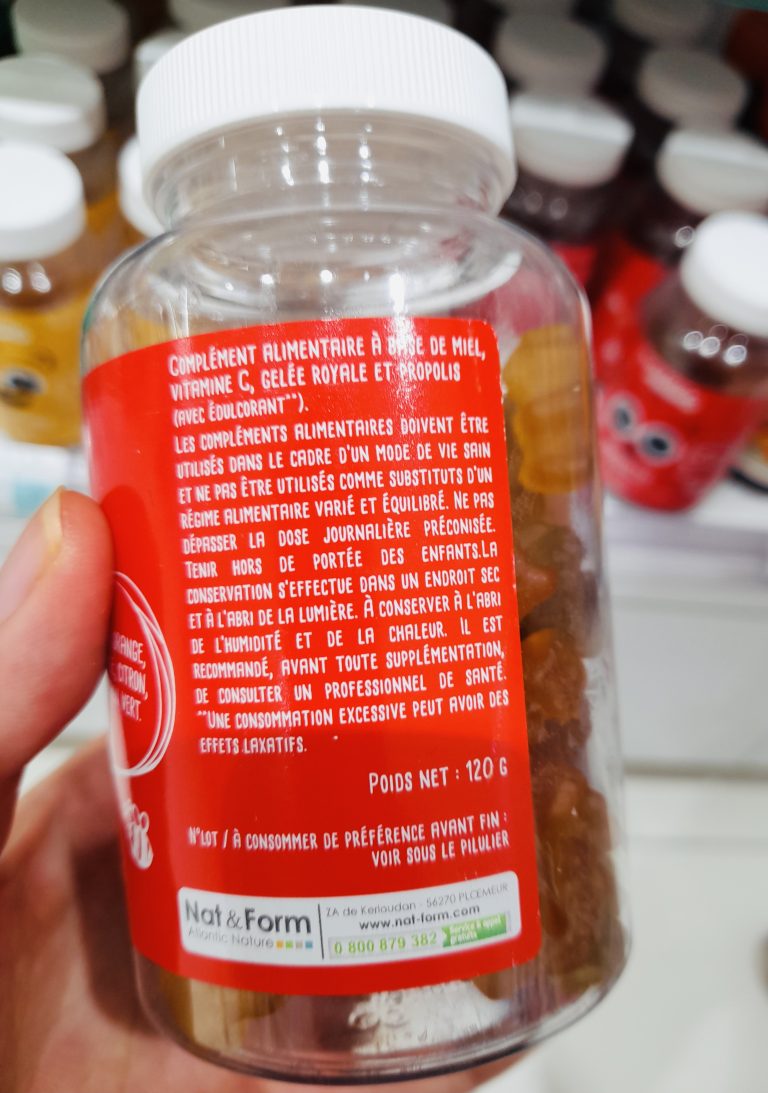 COMPLÉMENT ALIMENTAIRE À BASE DE MIEL,
VITAMINE C, GELÉE ROYALE ET PROPOLIS
(AVEC ÉDULCORANT**).
LES COMPLÉMENTS ALIMENTAIRES DOIVENT ÊTRE
UTILISÉS DANS LE CADRE D'UN MODE DE VIE SAIN
ET NE PAS ÊTRE UTILISÉS COMME SUBSTITUTS D'UN
RÉGIME ALIMENTAIRE VARIÉ ET ÉQUILIBRÉ. NE PAS
DÉPASSER LA DOSE JOURNALIÈRE PRÉCONISÉE.
TENIR HORS DE PORTÉE DES ENFANTS.LA
CONSERVATION S'EFFECTUE DANS UN ENDROIT SEC
ET À L'ABRI DE LA LUMIÈRE. À CONSERVER À L'ABRI
DE L'HUMIDITÉ ET DE LA CHALEUR. IL EST
RECOMMANDÉ, AVANT TOUTE SUPPLÉMENTATION,
DE CONSULTER UN PROFESSIONNEL DE SANTÉ.
**UNE CONSOMMATION EXCESSIVE PEUT AVOIR DES
EFFETS LAXATIFS.
ORANGE,
CITRON,
VERT.
POIDS NET : 120 G
N°LOT / À CONSOMMER DE PRÉFÉRENCE AVANT FIN :
VOIR SOUS LE PILULIER
Nat&Form
Atlantic Nature
ZA de Kerloudan - 56270 PLOEMEUR
www.nat-form.com
0 800 879 382 Service & appel
gratuits